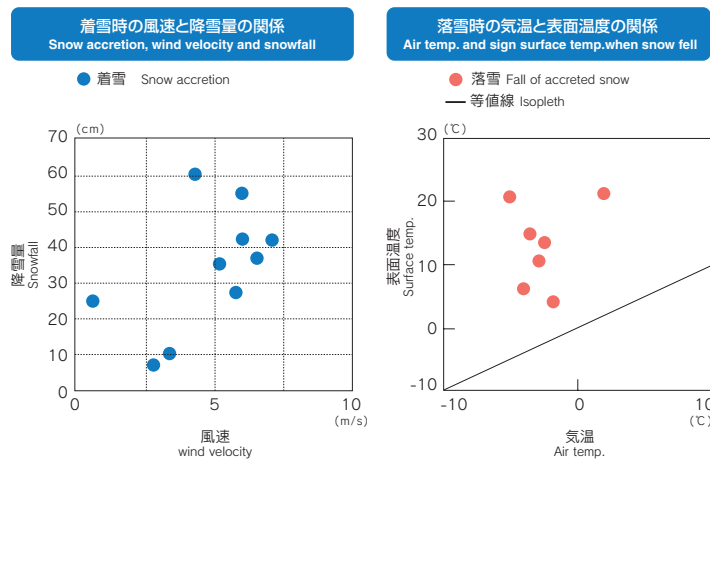 着雪時の風速と降雪量の関係
Snow accretion, wind velocity and snowfall
着雪 Snow accretion
(cm)
70
60
50
40
30
20
10
0
降雪量
Snowfall
0 5 10
(m/s)
風速
wind velocity
落雪時の気温と表面温度の関係
Air temp. and sign surface temp.when snow fell
落雪 Fall of accreted snow
等値線 Isopleth
30 (℃)
20
10
0
-10
表面温度
Surface temp.
-10 0 10
(℃)
気温
Air temp.